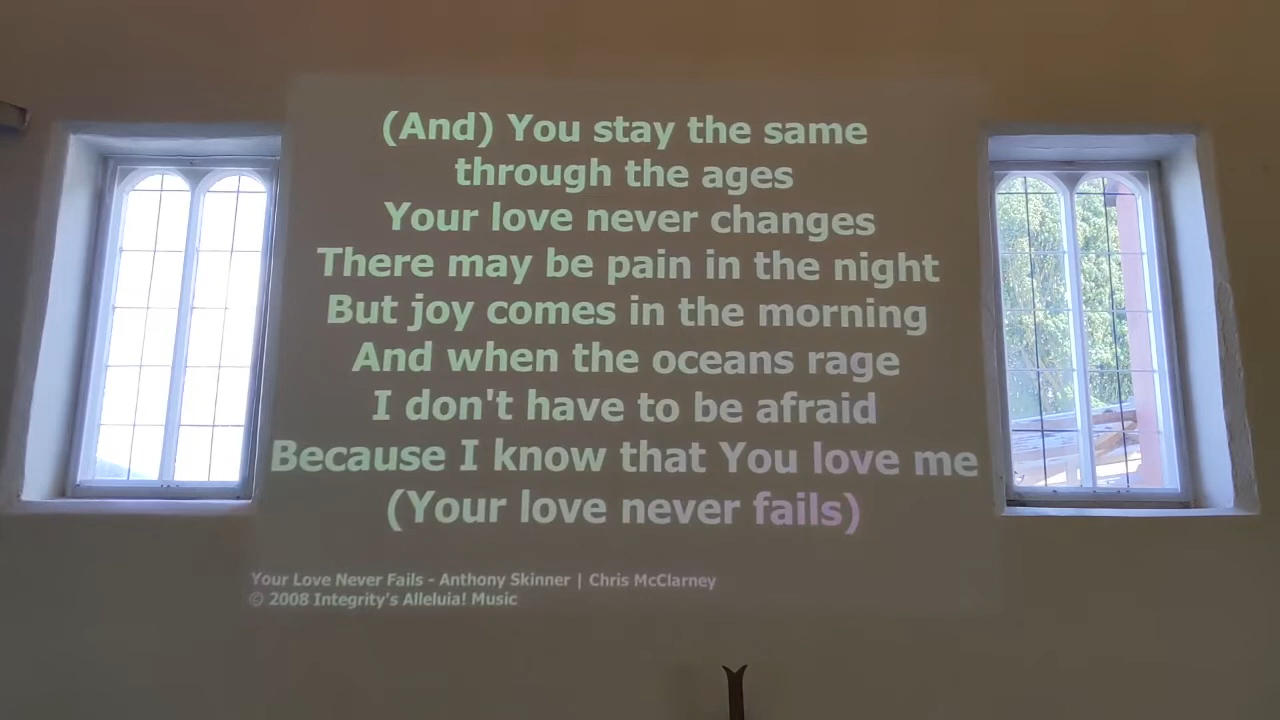 (And) You stay the same
through the ages
Your love never changes
There may be pain in the night
But joy comes in the morning
And when the oceans rage
I don't have to be afraid
Because I know that You love me
(Your love never fails)
Your Love Never Fails - Anthony Skinner | Chris McClarney
© 2008 Integrity's Alleluia! Music